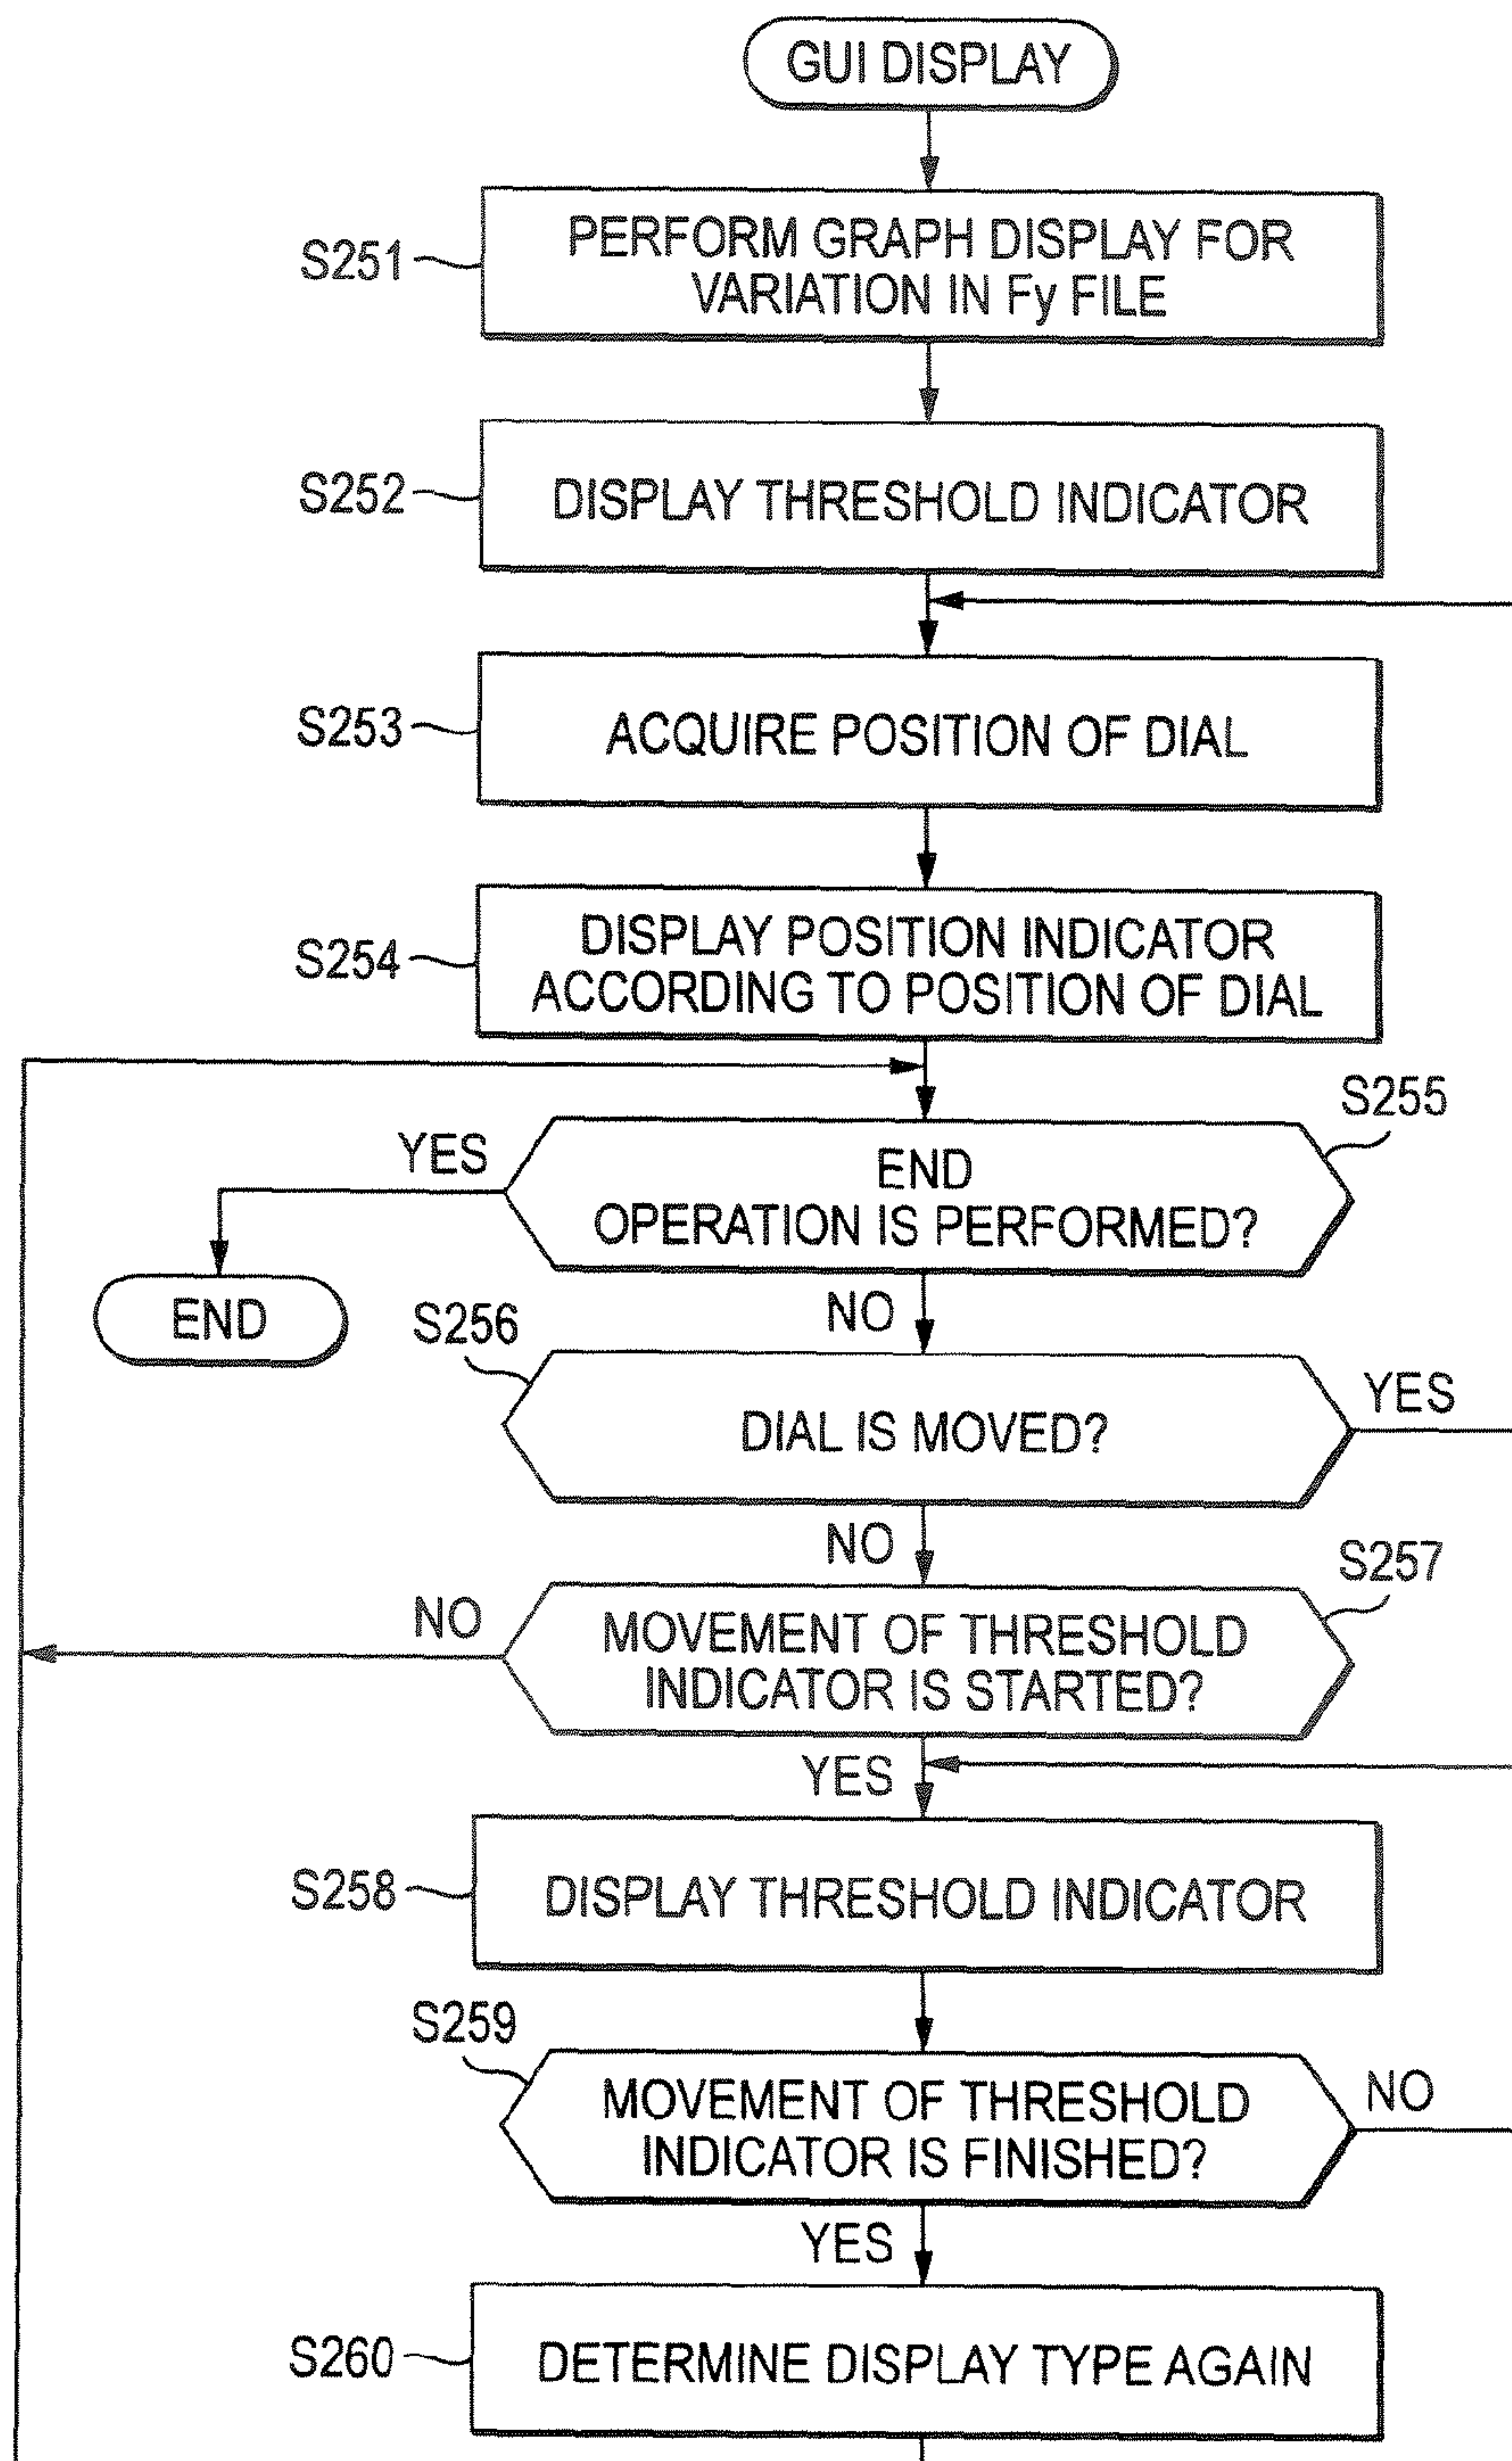 GUI DISPLAY
S251
PERFORM GRAPH DISPLAY FOR
VARIATION IN Fy FILE
S252
DISPLAY THRESHOLD INDICATOR
S253
ACQUIRE POSITION OF DIAL
S254
DISPLAY POSITION INDICATOR
ACCORDING TO POSITION OF DIAL
S255
YES
END
OPERATION IS PERFORMED?
END
NO
S256
DIAL IS MOVED?
YES
NO
S257
NO
MOVEMENT OF THRESHOLD
INDICATOR IS STARTED?
YES
S258
DISPLAY THRESHOLD INDICATOR
S259
MOVEMENT OF THRESHOLD
INDICATOR IS FINISHED?
NO
YES
S260
DETERMINE DISPLAY TYPE AGAIN